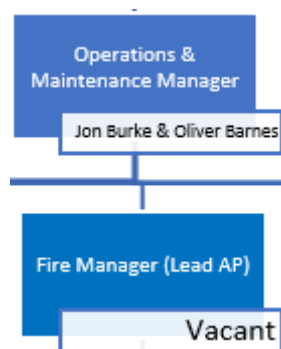 Operations &
Maintenance Manager
Jon Burke & Oliver Barnes
Fire Manager (Lead AP)
Vacant